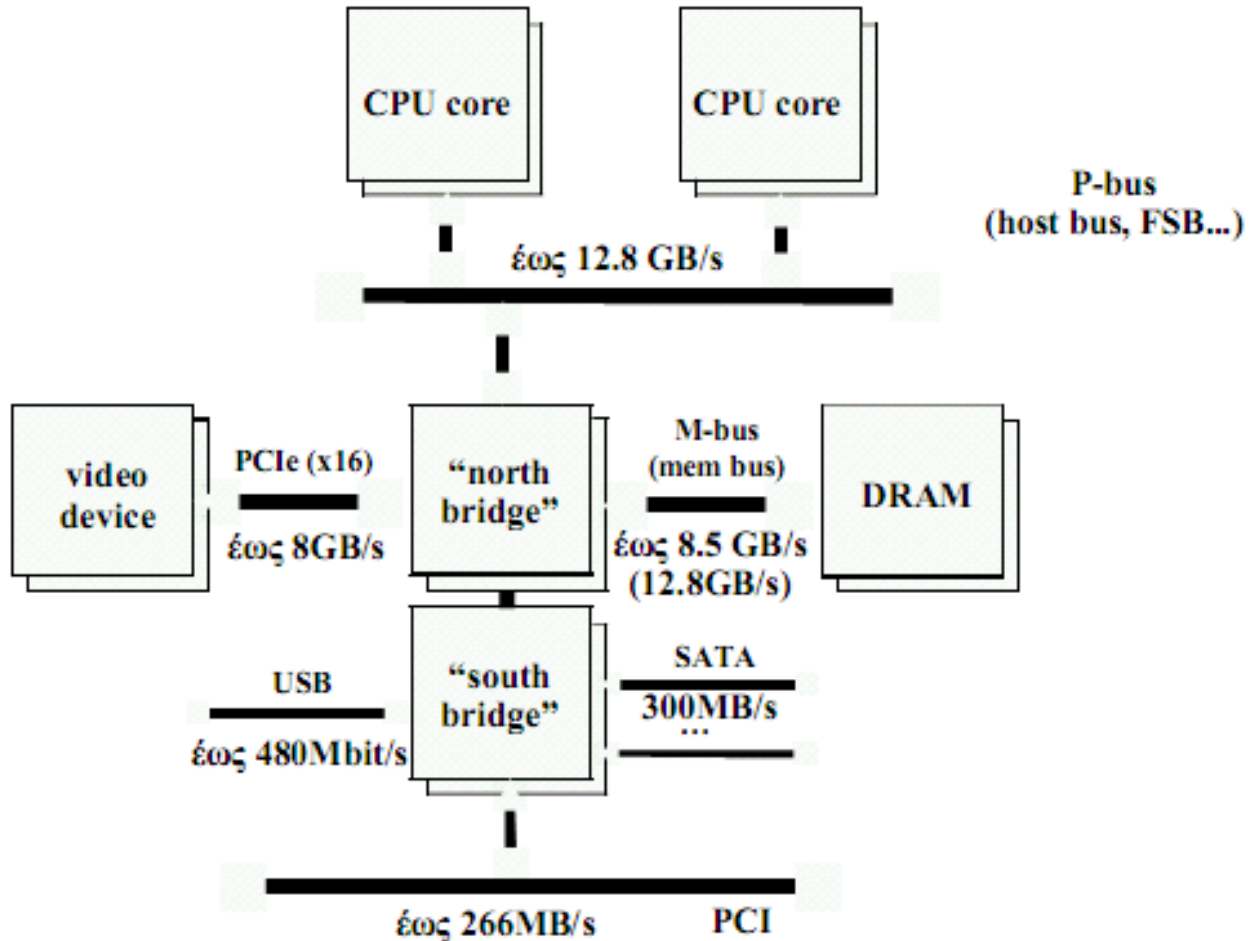 CPU core
CPU core
P-bus
(host bus, FSB...)
έως 12.8 GB/s
video
device
PCIe (x16)
έως 8GB/s
“north
bridge”
M-bus
(mem bus)
έως 8.5 GB/s
(12.8GB/s)
DRAM
USB
έως 480Mbit/s
“south
bridge”
SATA
300MB/s
...
έως 266MB/s
PCI